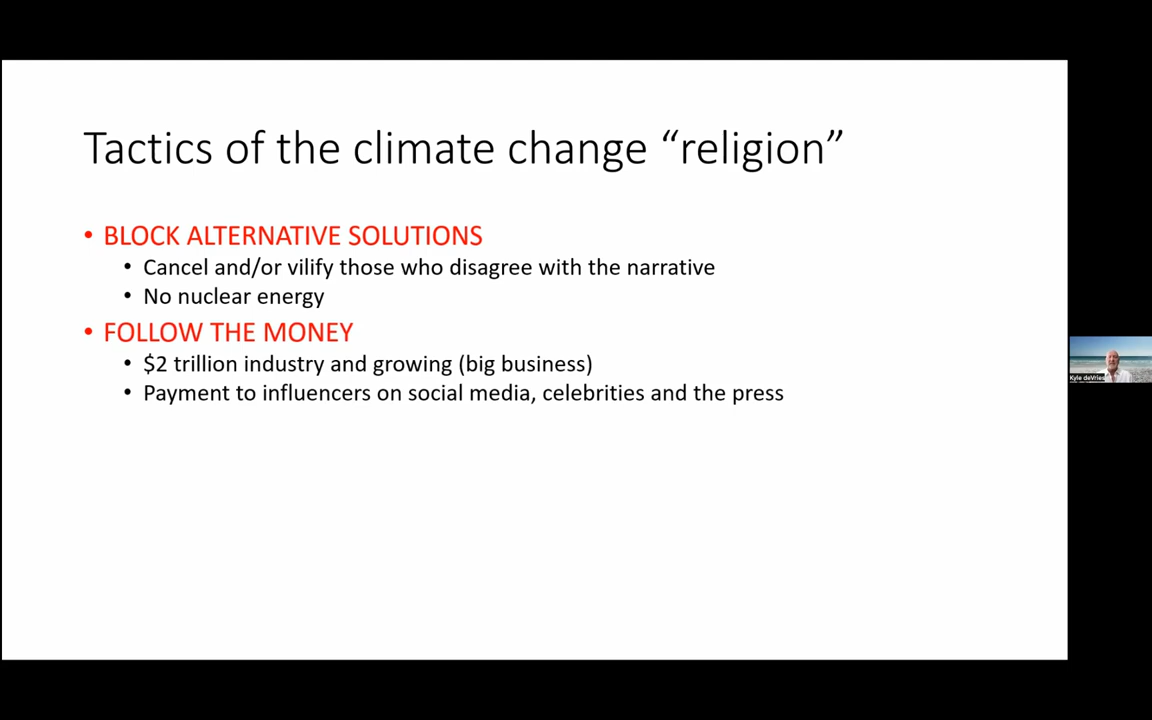 Tactics of the climate change “religion”
• BLOCK ALTERNATIVE SOLUTIONS
• Cancel and/or vilify those who disagree with the narrative
• No nuclear energy
• FOLLOW THE MONEY
• $2 trillion industry and growing (big business)
• Payment to influencers on social media, celebrities and the press
Kyle deVries